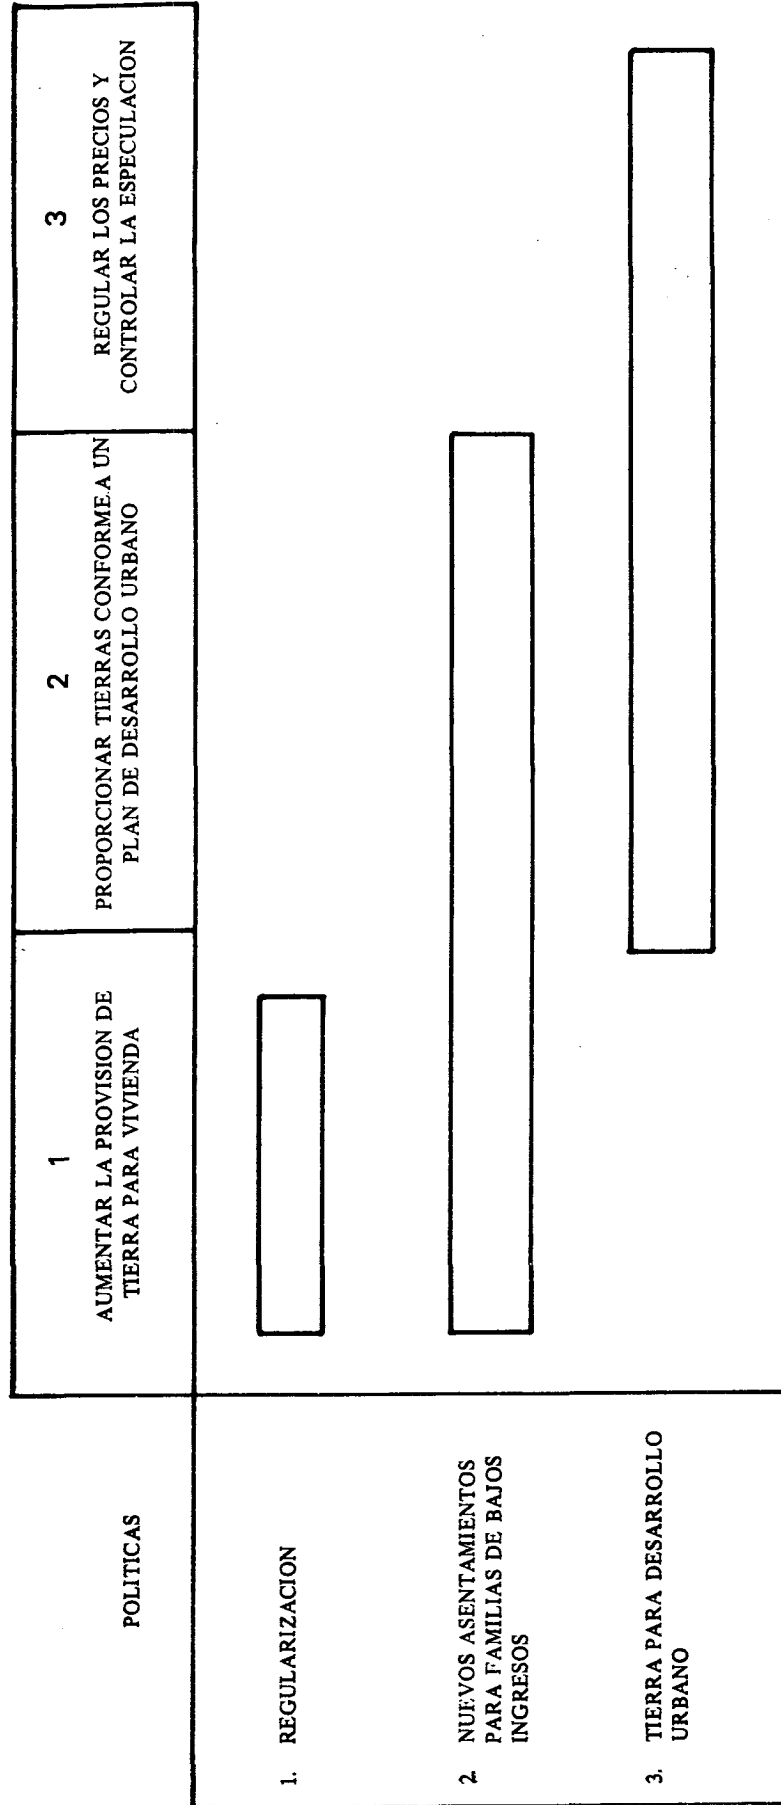 POLITICAS
1
AUMENTAR LA PROVISION DE
TIERRA PARA VIVIENDA
2
PROPORCIONAR TIERRAS CONFORME A UN
PLAN DE DESARROLLO URBANO
3
REGULAR LOS PRECIOS Y
CONTROLAR LA ESPECULACION
1. REGULARIZACION
2. NUEVOS ASENTAMIENTOS
PARA FAMILIAS DE BAJOS
INGRESOS
3. TIERRA PARA DESARROLLO
URBANO